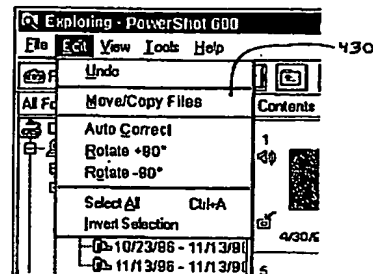 Exploring - PowerShot 600
File Edit View Tools Help
430
Undo
Move/Copy Files
All Fo Contents
Auto Correct
Rotate +90°
Rotate -90°
1
Select All Ctrl+A
Invert Selection
4/30/9
10/23/96 - 11/13/9
11/13/96 - 11/13/9
5